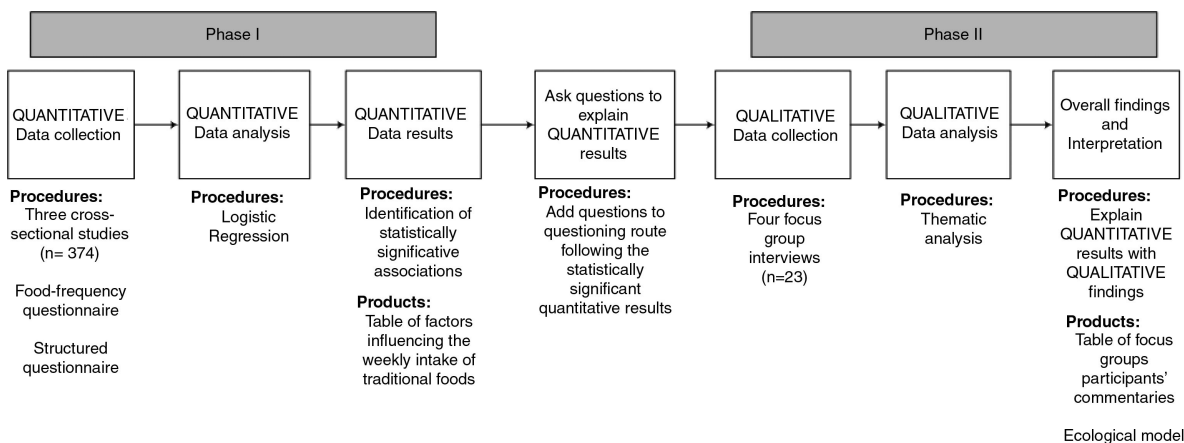 Phase I
Phase II
QUANTITATIVE
Data collection
QUANTITATIVE
Data analysis
QUANTITATIVE
Data results
Ask questions to
explain
QUANTITATIVE
results
QUALITATIVE
Data collection
QUALITATIVE
Data analysis
Overall findings
and
Interpretation
Procedures:
Three cross-
sectional studies
(n= 374)
Food-frequency
questionnaire
Structured
questionnaire
Procedures:
Logistic
Regression
Procedures:
Identification of
statistically
significative
associations
Products:
Table of factors
influencing the
weekly intake of
traditional foods
Procedures:
Add questions to
questioning route
following the
statistically
significant
quantitative results
Procedures:
Four focus
group
interviews
(n=23)
Procedures:
Thematic
analysis
Procedures:
Explain
QUANTITATIVE
results with
QUALITATIVE
findings
Products:
Table of focus
groups
participants’
commentaries
Ecological model